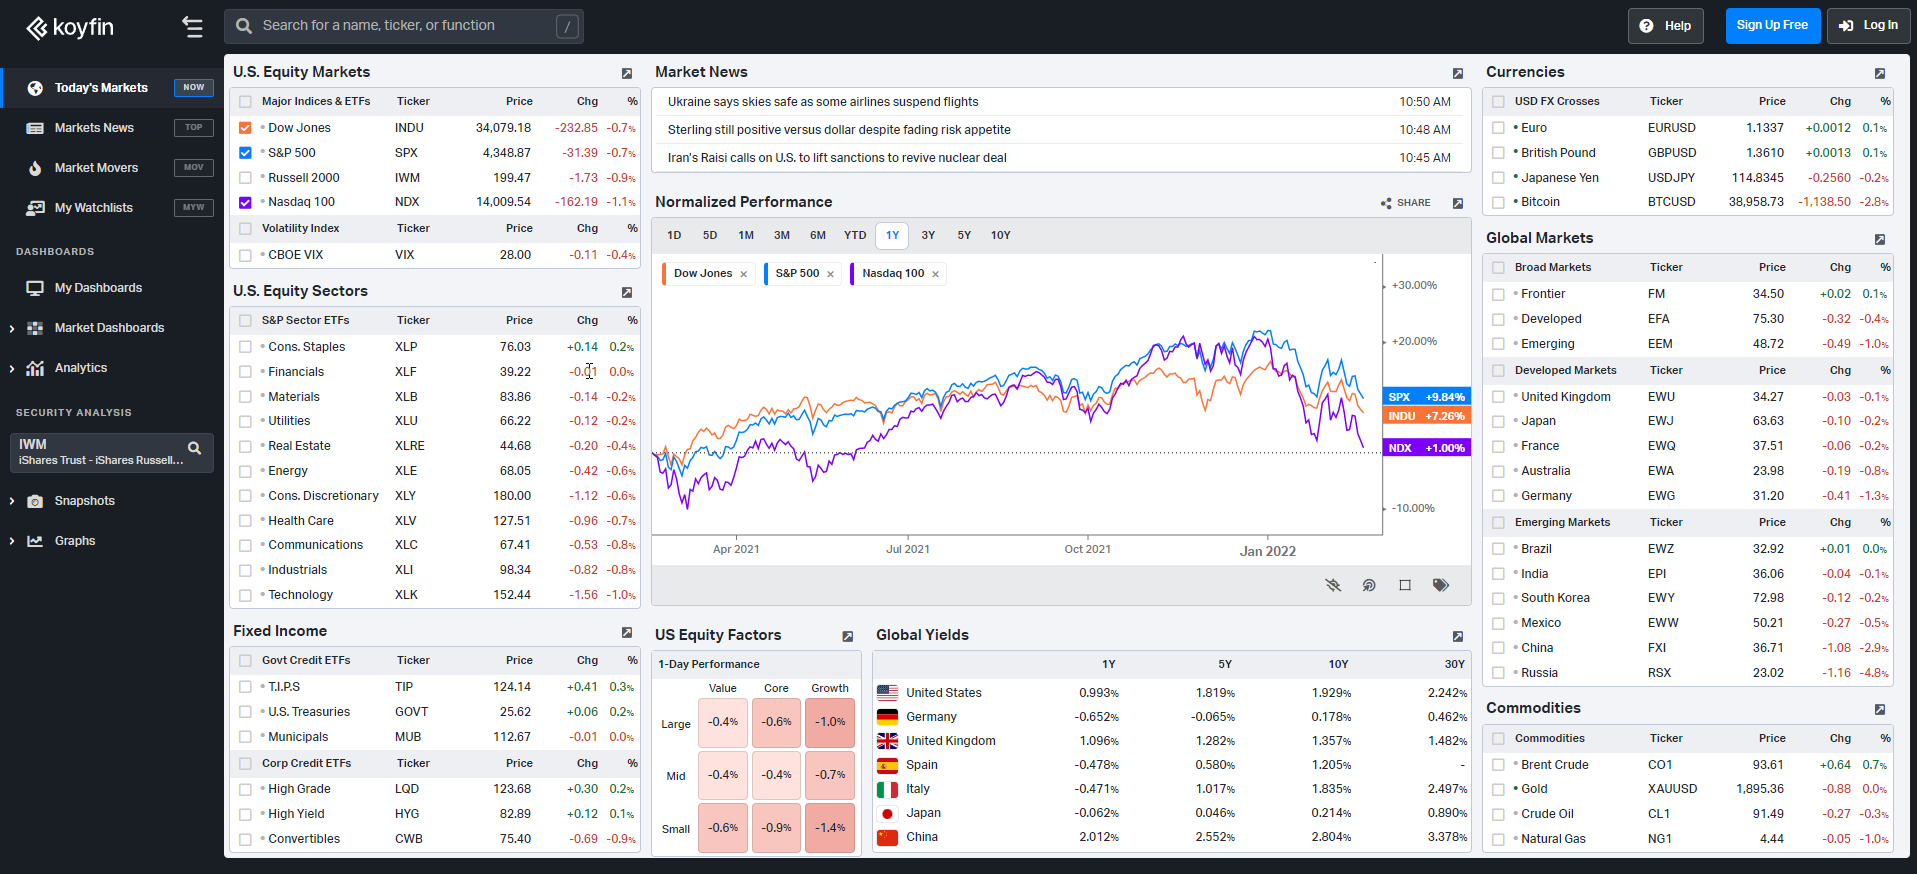 koyfin
Search for a name, ticker, or function /
Help
Sign Up Free
Log In
Today's Markets NOW
Markets News TOP
Market Movers MOV
My Watchlists MYW
DASHBOARDS
My Dashboards
Market Dashboards
Analytics
SECURITY ANALYSIS
IWM
iShares Trust - iShares Russell...
Snapshots
Graphs
U.S. Equity Markets
Major Indices & ETFs Ticker Price Chg %
Dow Jones INDU 34,079.18 -232.85 -0.7%
S&P 500 SPX 4,348.87 -31.39 -0.7%
Russell 2000 IWM 199.47 -1.73 -0.9%
Nasdaq 100 NDX 14,009.54 -162.19 -1.1%
Volatility Index Ticker Price Chg %
CBOE VIX VIX 28.00 -0.11 -0.4%
U.S. Equity Sectors
S&P Sector ETFs Ticker Price Chg %
Cons. Staples XLP 76.03 +0.14 0.2%
Financials XLF 39.22 -0.01 0.0%
Materials XLB 83.86 -0.14 -0.2%
Utilities XLU 66.22 -0.12 -0.2%
Real Estate XLRE 44.68 -0.20 -0.4%
Energy XLE 68.05 -0.42 -0.6%
Cons. Discretionary XLY 180.00 -1.12 -0.6%
Health Care XLV 127.51 -0.96 -0.7%
Communications XLC 67.41 -0.53 -0.8%
Industrials XLI 98.34 -0.82 -0.8%
Technology XLK 152.44 -1.56 -1.0%
Fixed Income
Govt Credit ETFs Ticker Price Chg %
T.I.P.S TIP 124.14 +0.41 0.3%
U.S. Treasuries GOVT 25.62 +0.06 0.2%
Municipals MUB 112.67 -0.01 0.0%
Corp Credit ETFs Ticker Price Chg %
High Grade LQD 123.68 +0.30 0.2%
High Yield HYG 82.89 +0.12 0.1%
Convertibles CWB 75.40 -0.69 -0.9%
Market News
Ukraine says skies safe as some airlines suspend flights 10:50 AM
Sterling still positive versus dollar despite fading risk appetite 10:48 AM
Iran's Raisi calls on U.S. to lift sanctions to revive nuclear deal 10:45 AM
Normalized Performance SHARE
1D 5D 1M 3M 6M YTD 1Y 3Y 5Y 10Y
Dow Jones × S&P 500 × Nasdaq 100 ×
+30.00%
+20.00%
SPX +9.84%
INDU +7.26%
NDX +1.00%
-10.00%
Apr 2021 Jul 2021 Oct 2021 Jan 2022
US Equity Factors
1-Day Performance
Value Core Growth
Large -0.4% -0.6% -1.0%
Mid -0.4% -0.4% -0.7%
Small -0.6% -0.9% -1.4%
Global Yields
1Y 5Y 10Y 30Y
United States 0.993% 1.819% 1.929% 2.242%
Germany -0.652% -0.065% 0.178% 0.462%
United Kingdom 1.096% 1.282% 1.357% 1.482%
Spain -0.478% 0.580% 1.205% -
Italy -0.471% 1.017% 1.835% 2.497%
Japan -0.062% 0.046% 0.214% 0.890%
China 2.012% 2.552% 2.804% 3.378%
Currencies
USD FX Crosses Ticker Price Chg %
Euro EURUSD 1.1337 +0.0012 0.1%
British Pound GBPUSD 1.3610 +0.0013 0.1%
Japanese Yen USDJPY 114.8345 -0.2560 -0.2%
Bitcoin BTCUSD 38,958.73 -1,138.50 -2.8%
Global Markets
Broad Markets Ticker Price Chg %
Frontier FM 34.50 +0.02 0.1%
Developed EFA 75.30 -0.32 -0.4%
Emerging EEM 48.72 -0.49 -1.0%
Developed Markets Ticker Price Chg %
United Kingdom EWU 34.27 -0.03 -0.1%
Japan EWJ 63.63 -0.10 -0.2%
France EWQ 37.51 -0.06 -0.2%
Australia EWA 23.98 -0.19 -0.8%
Germany EWG 31.20 -0.41 -1.3%
Emerging Markets Ticker Price Chg %
Brazil EWZ 32.92 +0.01 0.0%
India EPI 36.06 -0.04 -0.1%
South Korea EWY 72.98 -0.12 -0.2%
Mexico EWW 50.21 -0.27 -0.5%
China FXI 36.71 -1.08 -2.9%
Russia RSX 23.02 -1.16 -4.8%
Commodities
Commodities Ticker Price Chg %
Brent Crude CO1 93.61 +0.64 0.7%
Gold XAUUSD 1,895.36 -0.88 0.0%
Crude Oil CL1 91.49 -0.27 -0.3%
Natural Gas NG1 4.44 -0.05 -1.0%